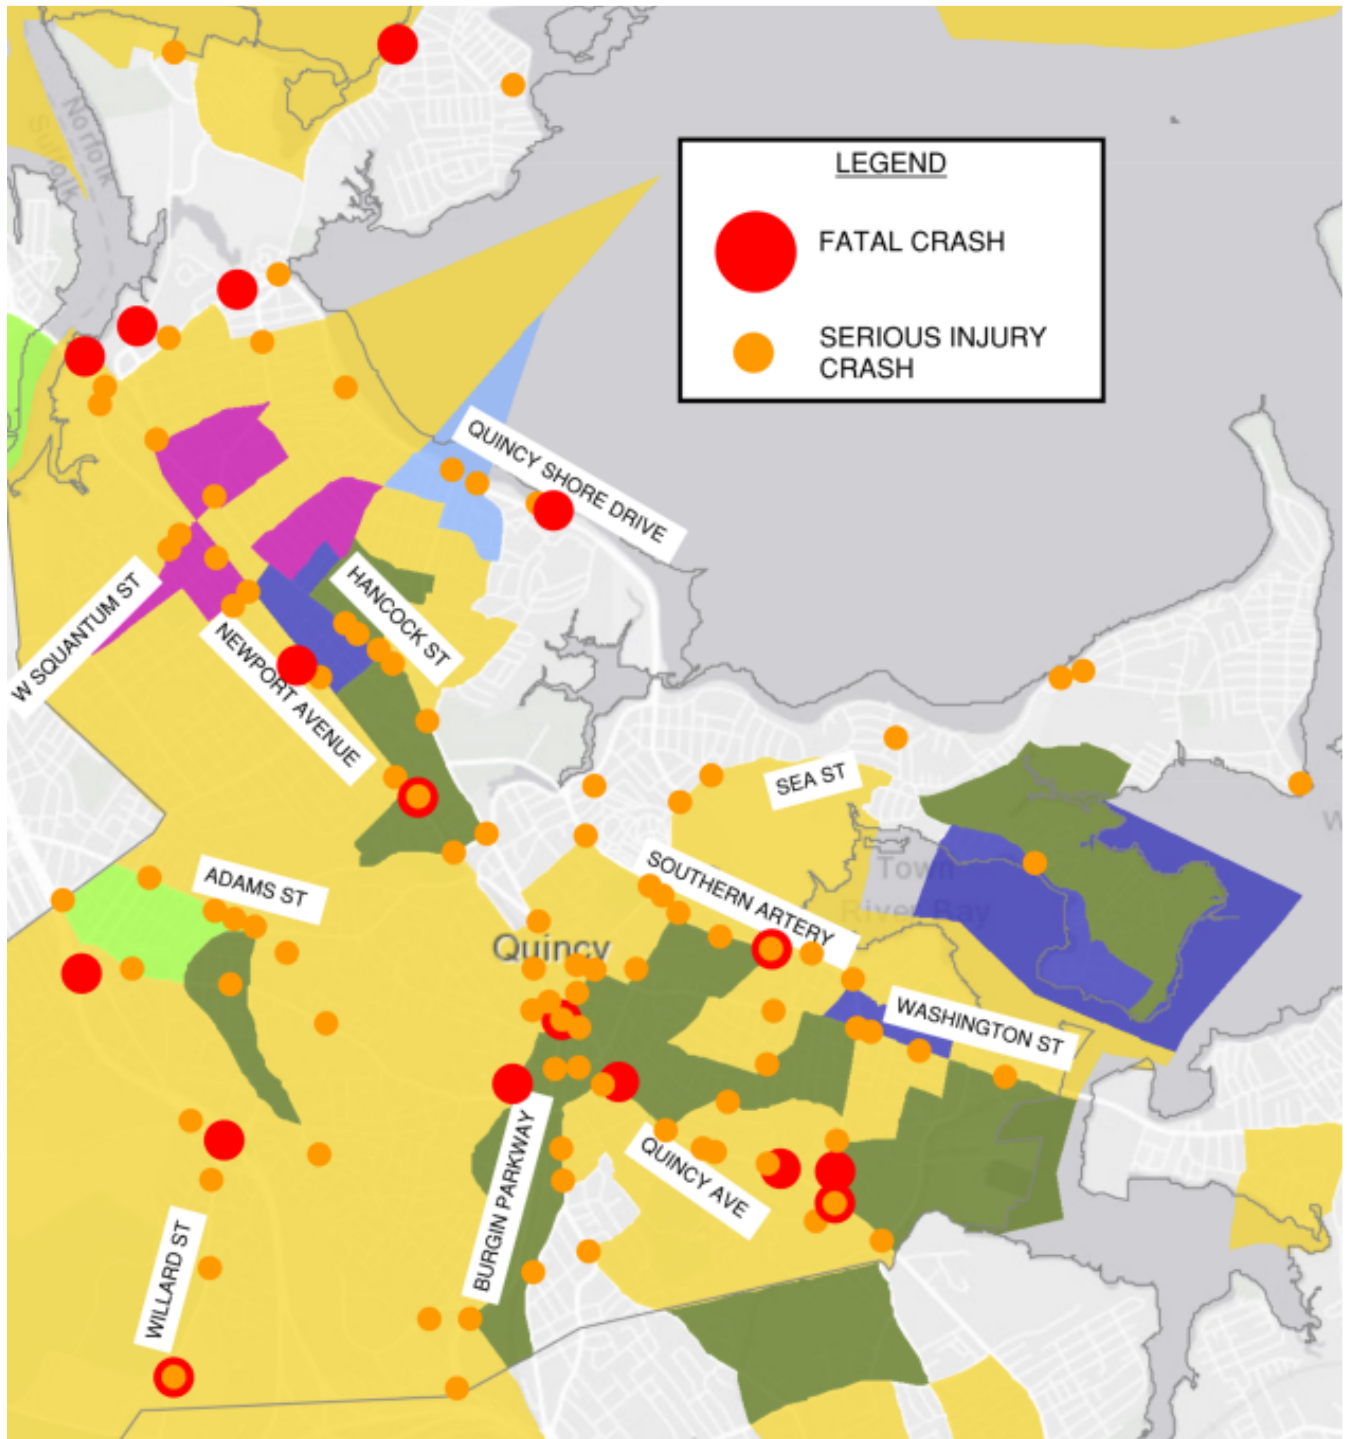 Norfolk
Suffolk
LEGEND
FATAL CRASH
SERIOUS INJURY
CRASH
QUINCY SHORE DRIVE
HANCOCK ST
W SQUANTUM ST
NEWPORT AVENUE
SEA ST
SOUTHERN ARTERY
Town
River Bay
ADAMS ST
Quincy
WASHINGTON ST
BURGIN PARKWAY
QUINCY AVE
WILLARD ST
W